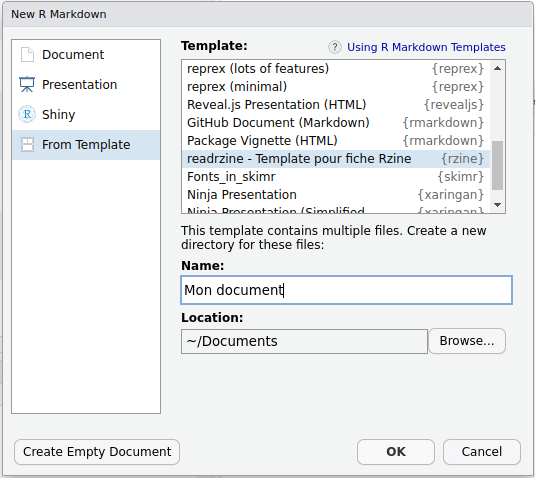 New R Markdown
Document
Presentation
Shiny
From Template
Template:
? Using R Markdown Templates
reprex (lots of features) {reprex}
reprex (minimal) {reprex}
Reveal.js Presentation (HTML) {revealjs}
GitHub Document (Markdown) {rmarkdown}
Package Vignette (HTML) {rmarkdown}
readrzine - Template pour fiche Rzine {rzine}
Fonts_in_skimr {skimr}
Ninja Presentation {xaringan}
Ninja Presentation (Simplified {xaringan}
This template contains multiple files. Create a new
directory for these files:
Name:
Mon document
Location:
~/Documents
Browse...
Create Empty Document
OK
Cancel